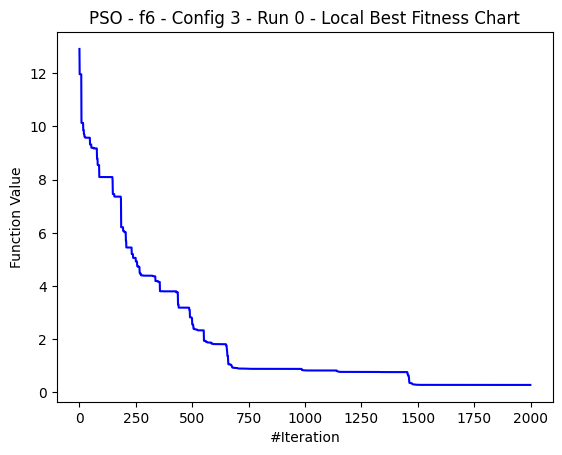 PSO - f6 - Config 3 - Run 0 - Local Best Fitness Chart
12
10
8
6
4
2
0
Function Value
0 250 500 750 1000 1250 1500 1750 2000
#Iteration